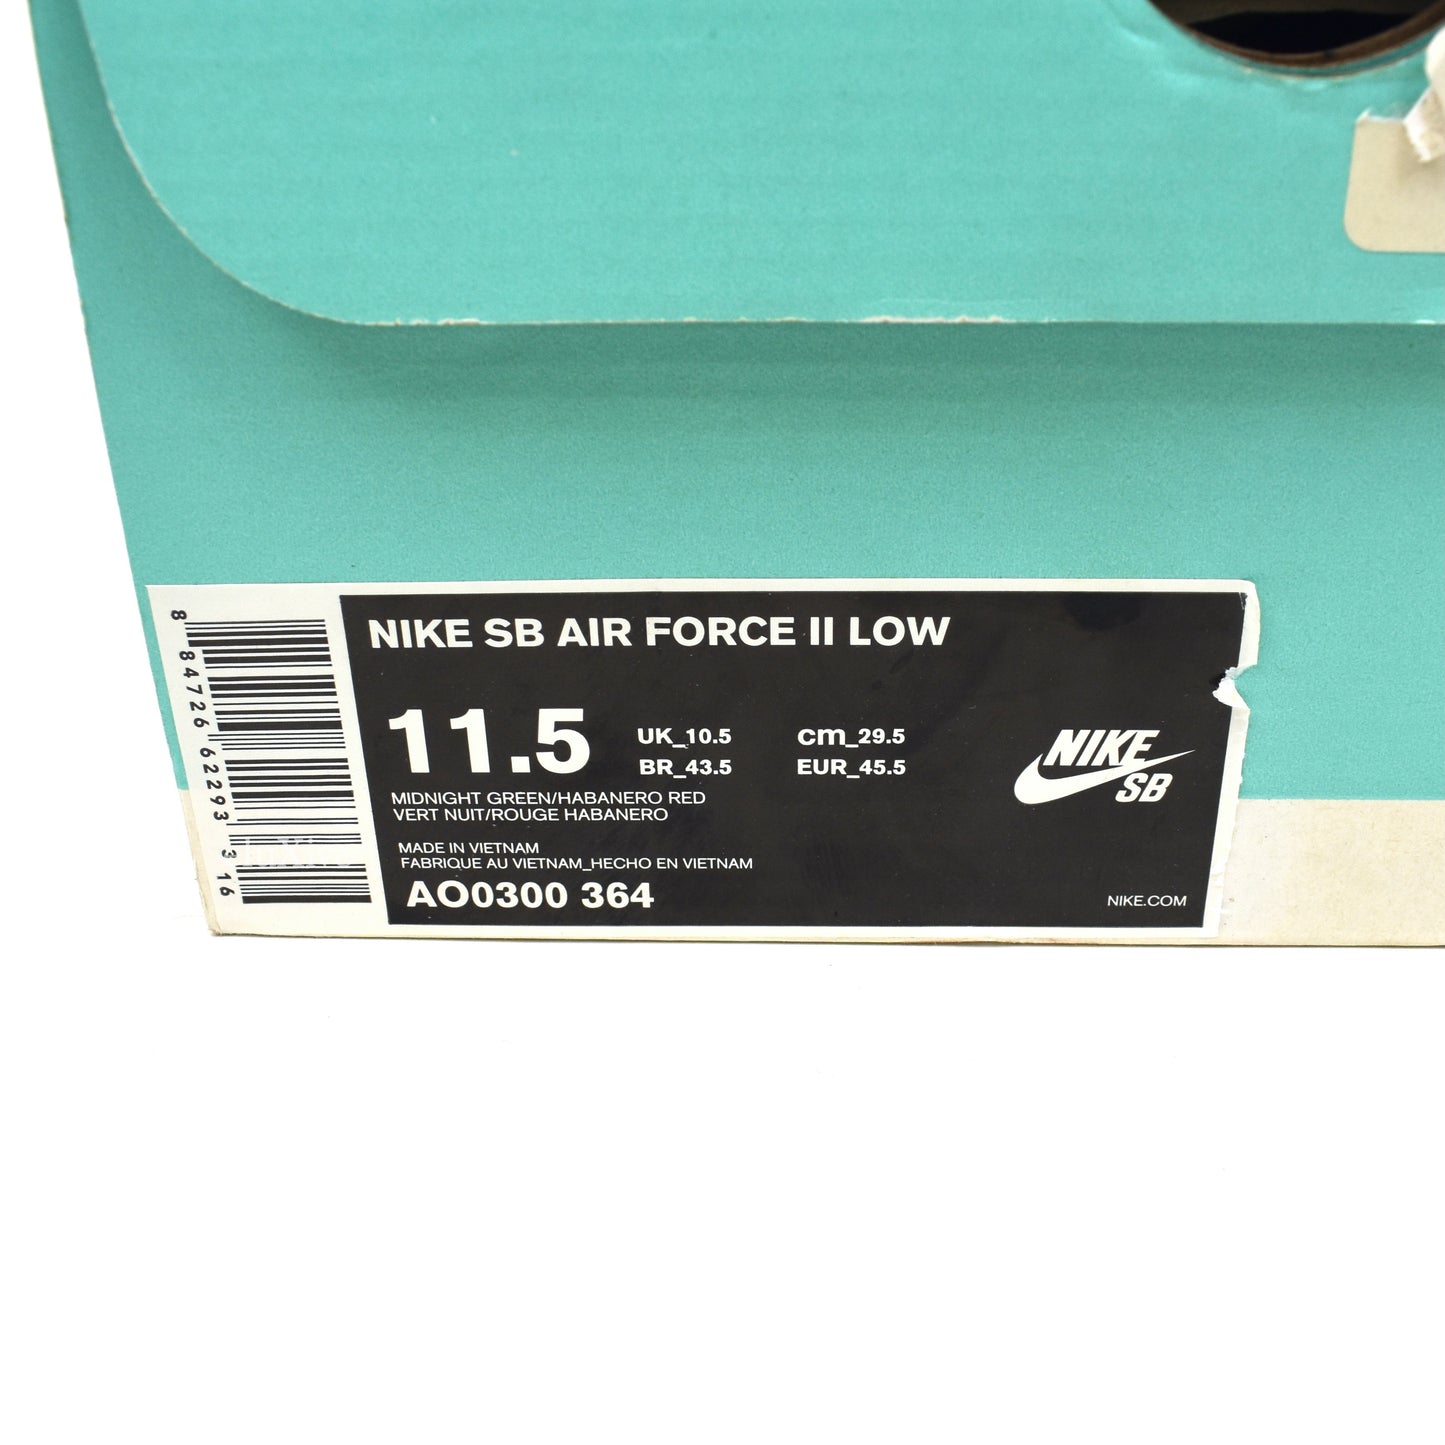 NIKE SB AIR FORCE II LOW
11.5
UK_10.5 cm_29.5
BR_43.5 EUR_45.5
MIDNIGHT GREEN/HABANERO RED
VERT NUIT/ROUGE HABANERO
MADE IN VIETNAM
FABRIQUE AU VIETNAM_HECHO EN VIETNAM
AO0300 364
NIKE
SB
NIKE.COM
8 84726 62293 3 16